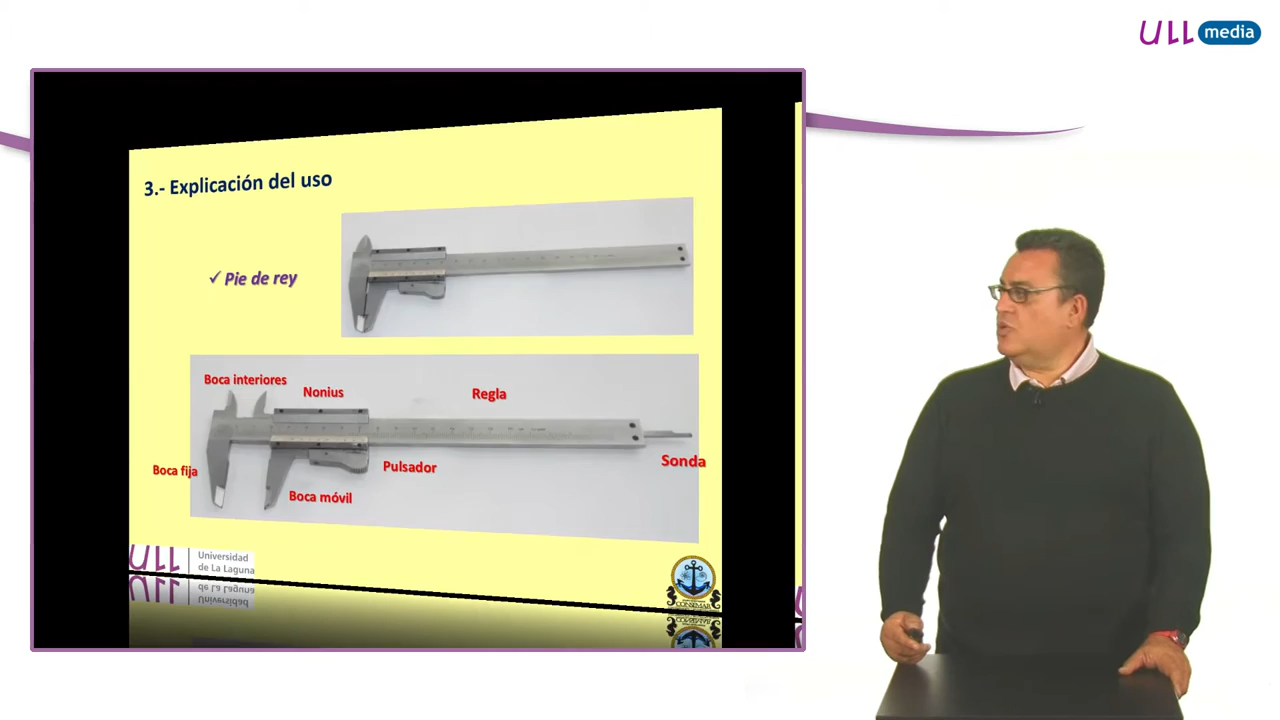 ULL media
3.- Explicación del uso
✓ Pie de rey
Boca interiores
Nonius
Regla
Boca fija
Pulsador
Sonda
Boca móvil
ULL
Universidad
de La Laguna
CONSEMAR